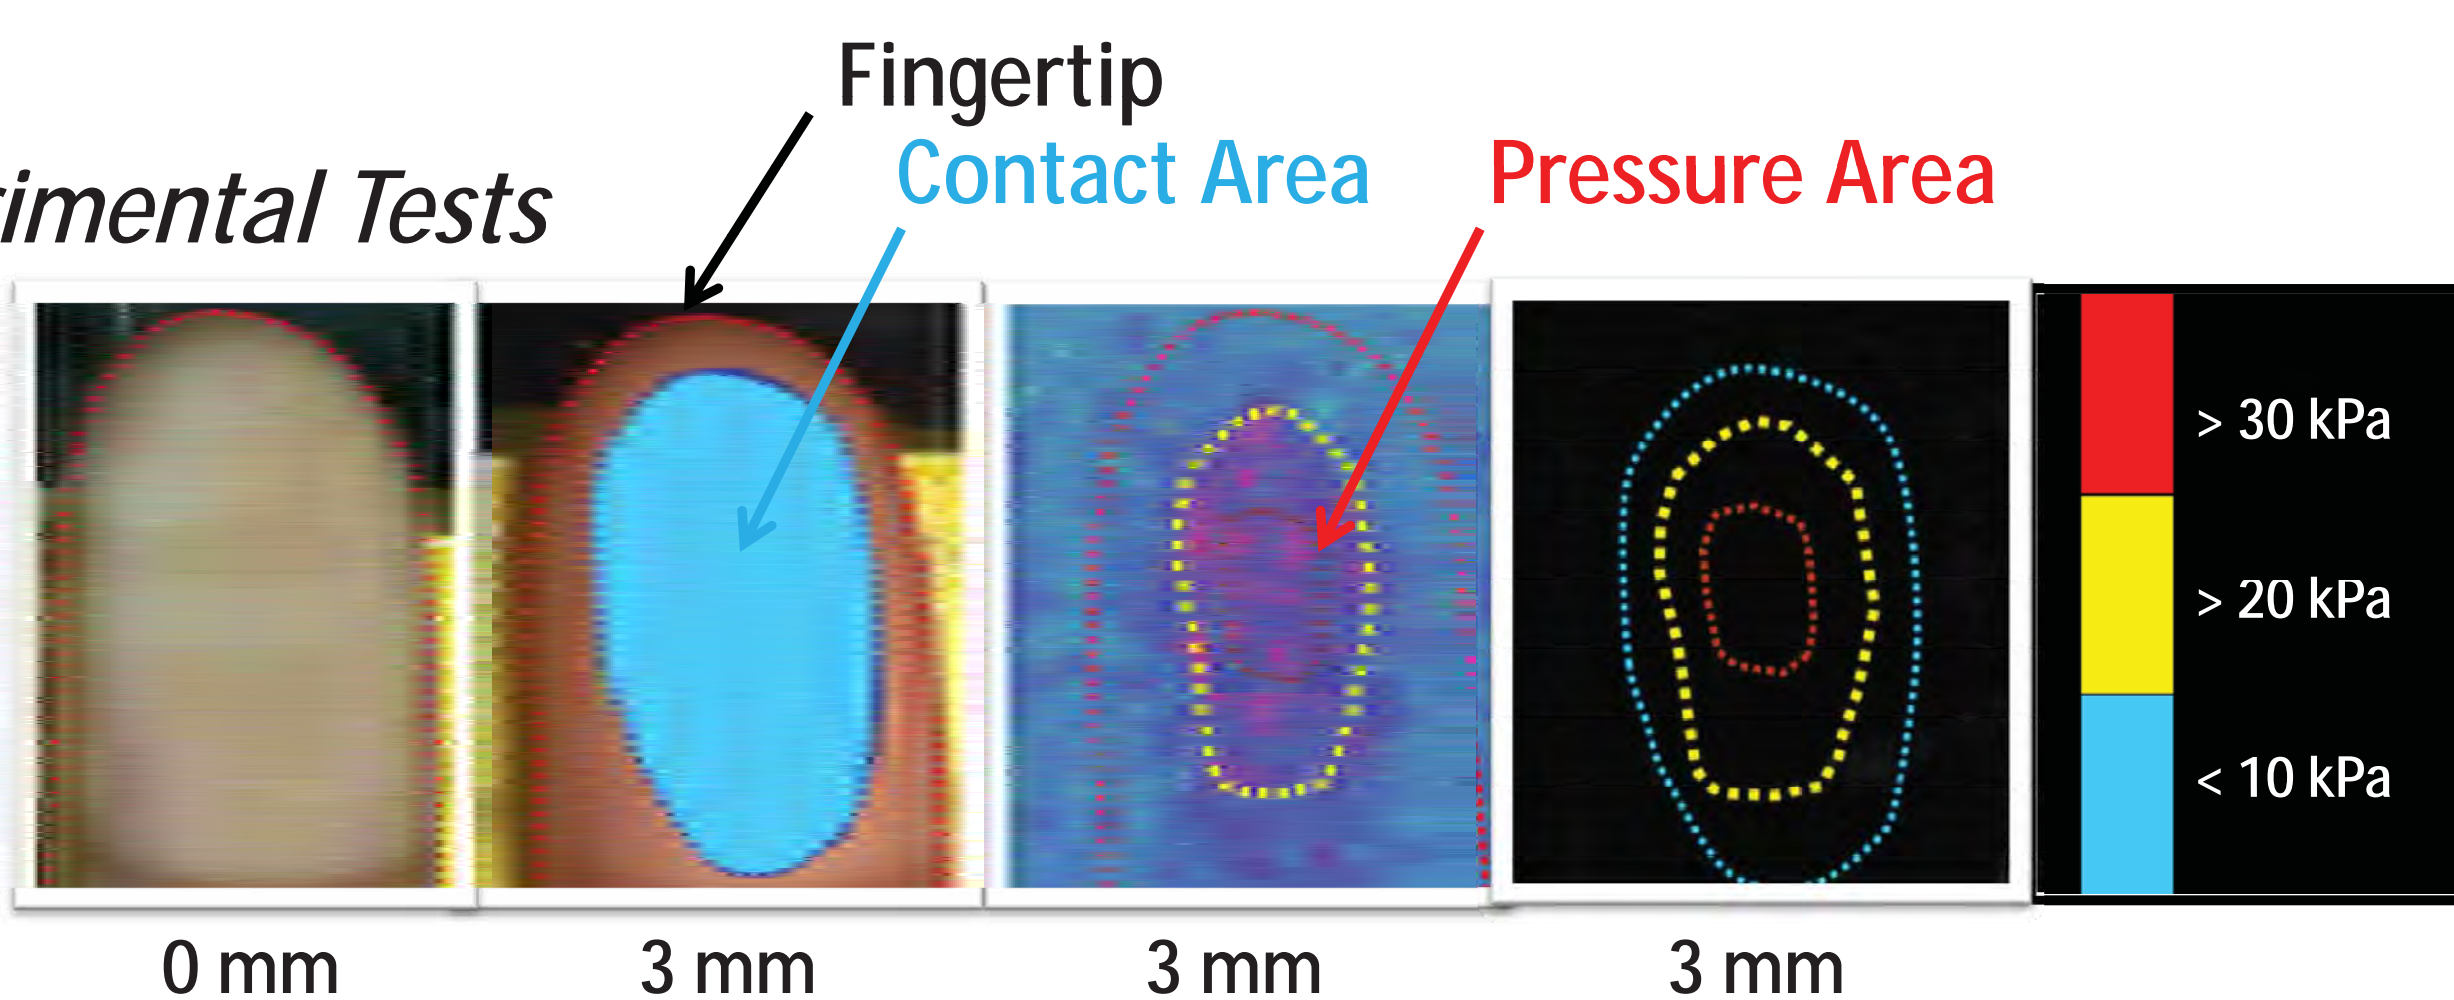 Fingertip
Contact Area
Pressure Area
Tests
> 30 kPa
> 20 kPa
< 10 kPa
0 mm
3 mm
3 mm
3 mm